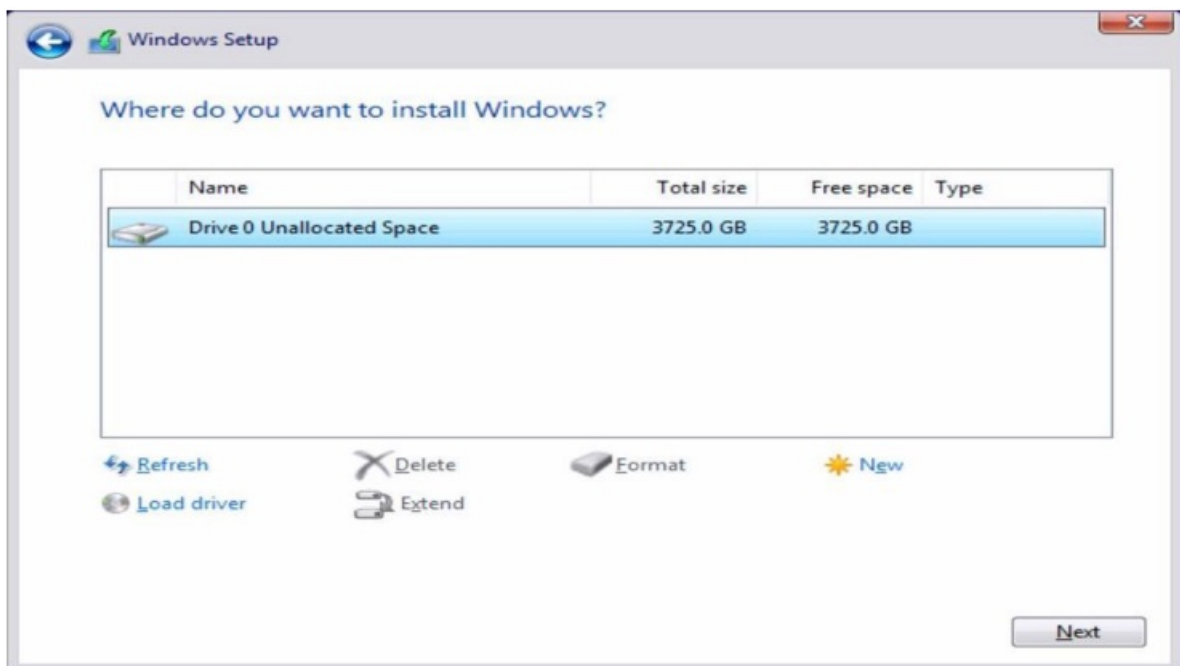 Windows Setup
Where do you want to install Windows?
Name Total size Free space Type
Drive 0 Unallocated Space 3725.0 GB 3725.0 GB
Refresh Delete Format New
Load driver Extend
Next